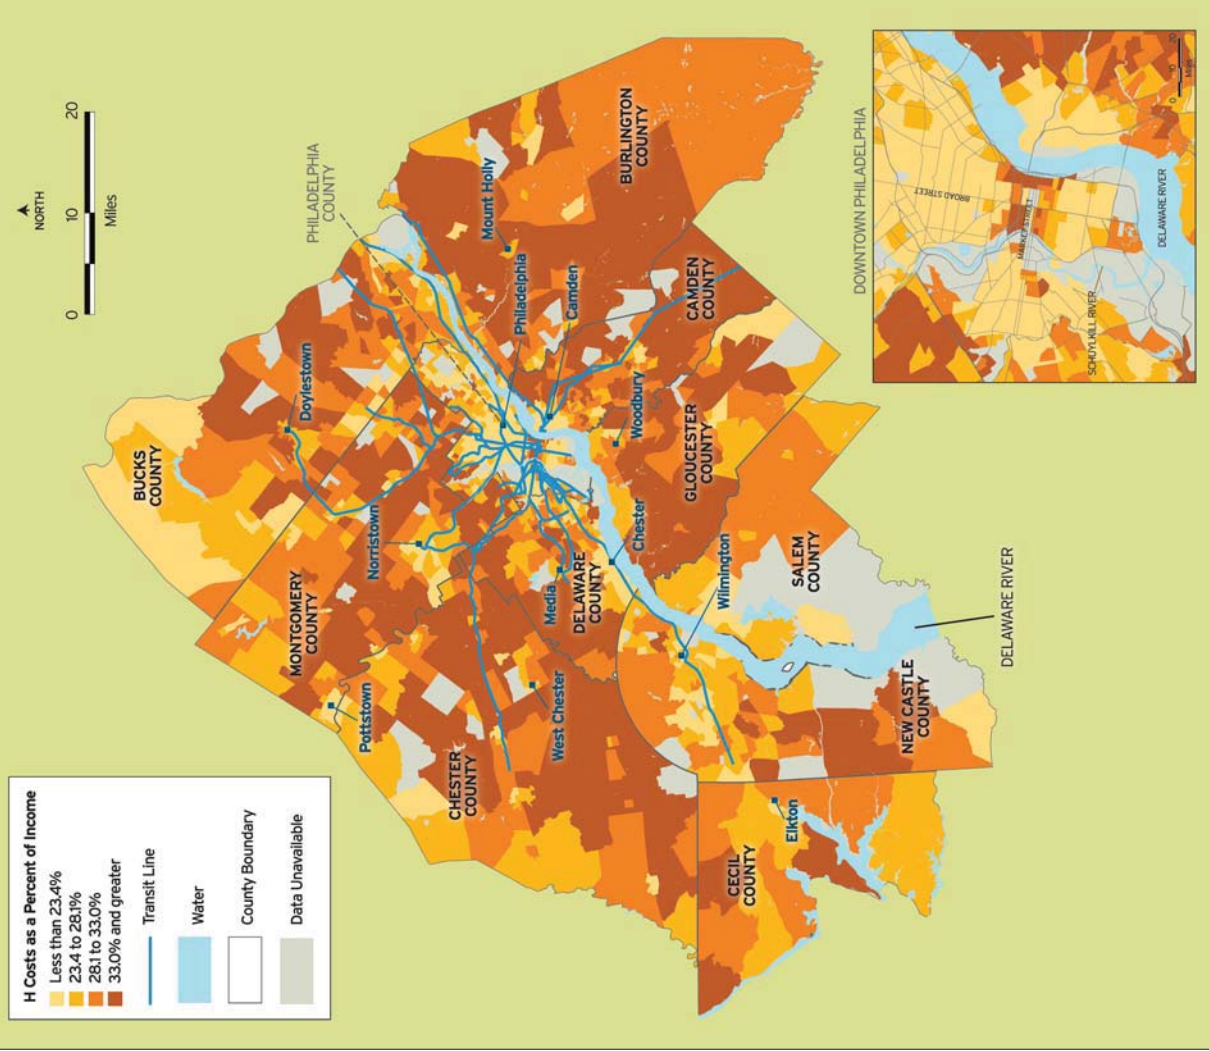 H Costs as a Percent of Income
Less than 23.4%
23.4 to 28.1%
28.1 to 33.0%
33.0% and greater
Transit Line
Water
County Boundary
Data Unavailable
NORTH
0 10 20
Miles
PHILADELPHIA
COUNTY
BUCKS
COUNTY
Doylestown
MONTGOMERY
COUNTY
Norristown
Pottstown
CHESTER
COUNTY
West Chester
Media
DELAWARE
COUNTY
Chester
Philadelphia
Camden
Mount Holly
BURLINGTON
COUNTY
CAMDEN
COUNTY
Woodbury
GLOUCESTER
COUNTY
Wilmington
SALEM
COUNTY
NEW CASTLE
COUNTY
Elkton
CECIL
COUNTY
DELAWARE RIVER
DOWNTOWN PHILADELPHIA
BROAD STREET
MARKET STREET
SCHUYLKILL RIVER
DELAWARE RIVER
0 10 20
Miles